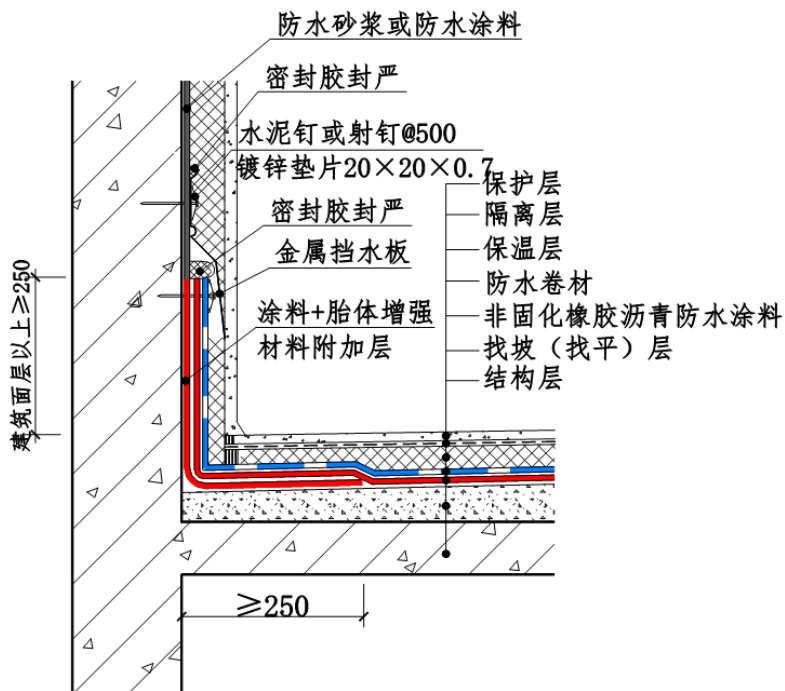 防水砂浆或防水涂料
密封胶封严
水泥钉或射钉@500
镀锌垫片20×20×0.7
密封胶封严
金属挡水板
涂料+胎体增强
材料附加层
保护层
隔离层
保温层
防水卷材
非固化橡胶沥青防水涂料
找坡（找平）层
结构层
建筑面层以上≥250
≥250